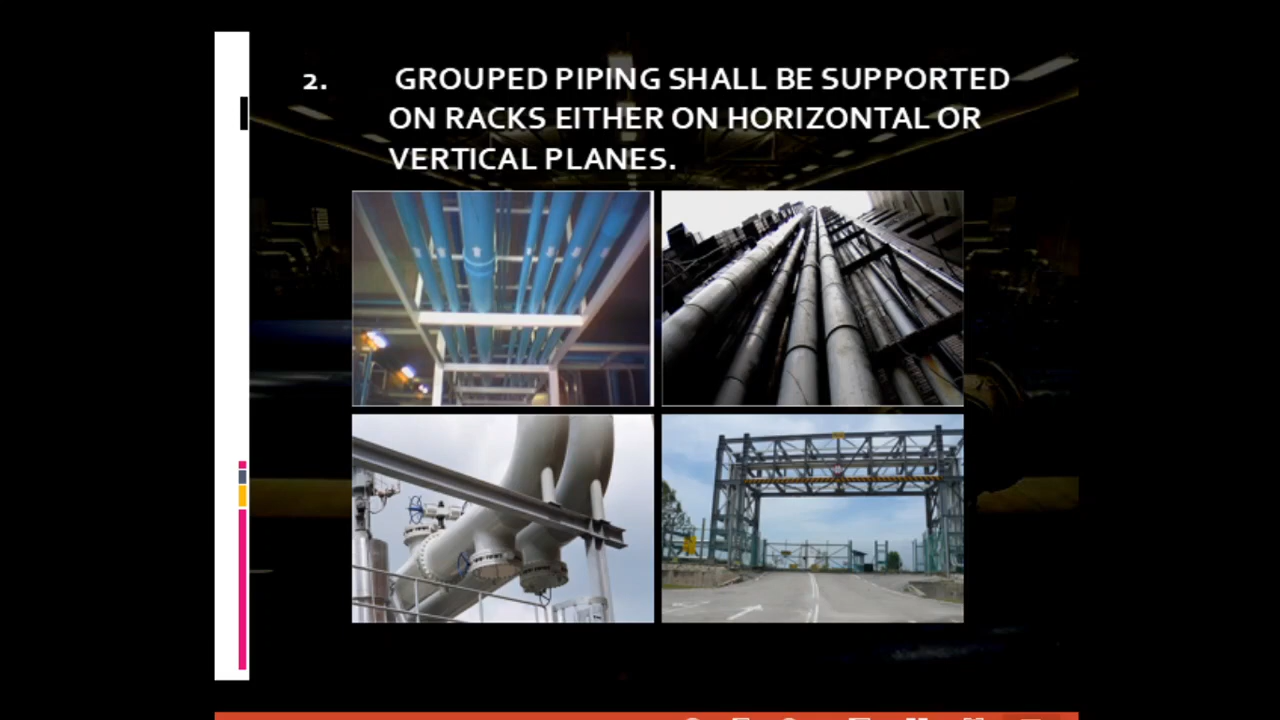 2. GROUPED PIPING SHALL BE SUPPORTED
ON RACKS EITHER ON HORIZONTAL OR
VERTICAL PLANES.